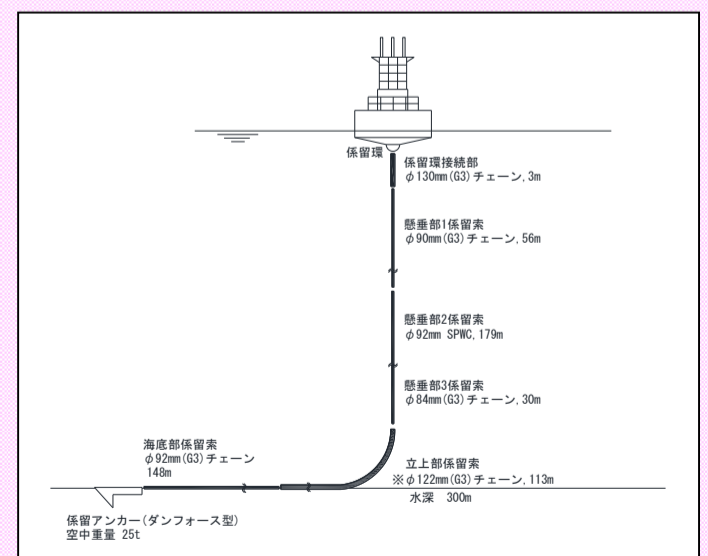 係留環
係留環接続部
φ130mm(G3)チェーン,3m
懸垂部1係留索
φ90mm(G3)チェーン,56m
懸垂部2係留索
φ92mm SPWC,179m
懸垂部3係留索
φ84mm(G3)チェーン,30m
海底部係留索
φ92mm(G3)チェーン
148m
立上部係留索
※φ122mm(G3)チェーン,113m
水深 300m
係留アンカー(ダンフォース型)
空中重量 25t